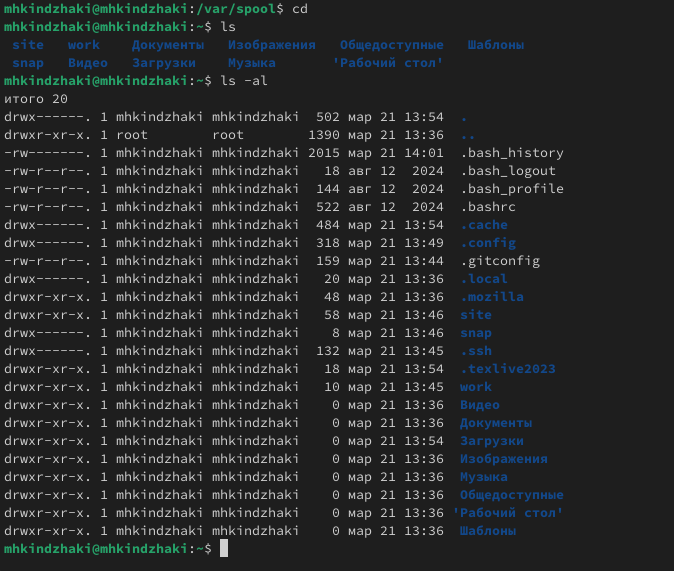 mhkindzhaki@mhkindzhaki:/var/spool$ cd
mhkindzhaki@mhkindzhaki:~$ ls
site work Документы Изображения Общедоступные Шаблоны
snap Видео Загрузки Музыка 'Рабочий стол'
mhkindzhaki@mhkindzhaki:~$ ls -al
итого 20
drwx------. 1 mhkindzhaki mhkindzhaki 502 мар 21 13:54 .
drwxr-xr-x. 1 root root 1390 мар 21 13:36 ..
-rw-------. 1 mhkindzhaki mhkindzhaki 2015 мар 21 14:01 .bash_history
-rw-r--r--. 1 mhkindzhaki mhkindzhaki 18 авг 12 2024 .bash_logout
-rw-r--r--. 1 mhkindzhaki mhkindzhaki 144 авг 12 2024 .bash_profile
-rw-r--r--. 1 mhkindzhaki mhkindzhaki 522 авг 12 2024 .bashrc
drwx------. 1 mhkindzhaki mhkindzhaki 484 мар 21 13:54 .cache
drwx------. 1 mhkindzhaki mhkindzhaki 318 мар 21 13:49 .config
-rw-r--r--. 1 mhkindzhaki mhkindzhaki 159 мар 21 13:44 .gitconfig
drwx------. 1 mhkindzhaki mhkindzhaki 20 мар 21 13:36 .local
drwxr-xr-x. 1 mhkindzhaki mhkindzhaki 48 мар 21 13:36 .mozilla
drwxr-xr-x. 1 mhkindzhaki mhkindzhaki 58 мар 21 13:46 site
drwx------. 1 mhkindzhaki mhkindzhaki 8 мар 21 13:46 snap
drwx------. 1 mhkindzhaki mhkindzhaki 132 мар 21 13:45 .ssh
drwxr-xr-x. 1 mhkindzhaki mhkindzhaki 18 мар 21 13:54 .texlive2023
drwxr-xr-x. 1 mhkindzhaki mhkindzhaki 10 мар 21 13:45 work
drwxr-xr-x. 1 mhkindzhaki mhkindzhaki 0 мар 21 13:36 Видео
drwxr-xr-x. 1 mhkindzhaki mhkindzhaki 0 мар 21 13:36 Документы
drwxr-xr-x. 1 mhkindzhaki mhkindzhaki 0 мар 21 13:54 Загрузки
drwxr-xr-x. 1 mhkindzhaki mhkindzhaki 0 мар 21 13:36 Изображения
drwxr-xr-x. 1 mhkindzhaki mhkindzhaki 0 мар 21 13:36 Музыка
drwxr-xr-x. 1 mhkindzhaki mhkindzhaki 0 мар 21 13:36 Общедоступные
drwxr-xr-x. 1 mhkindzhaki mhkindzhaki 0 мар 21 13:36 'Рабочий стол'
drwxr-xr-x. 1 mhkindzhaki mhkindzhaki 0 мар 21 13:36 Шаблоны
mhkindzhaki@mhkindzhaki:~$